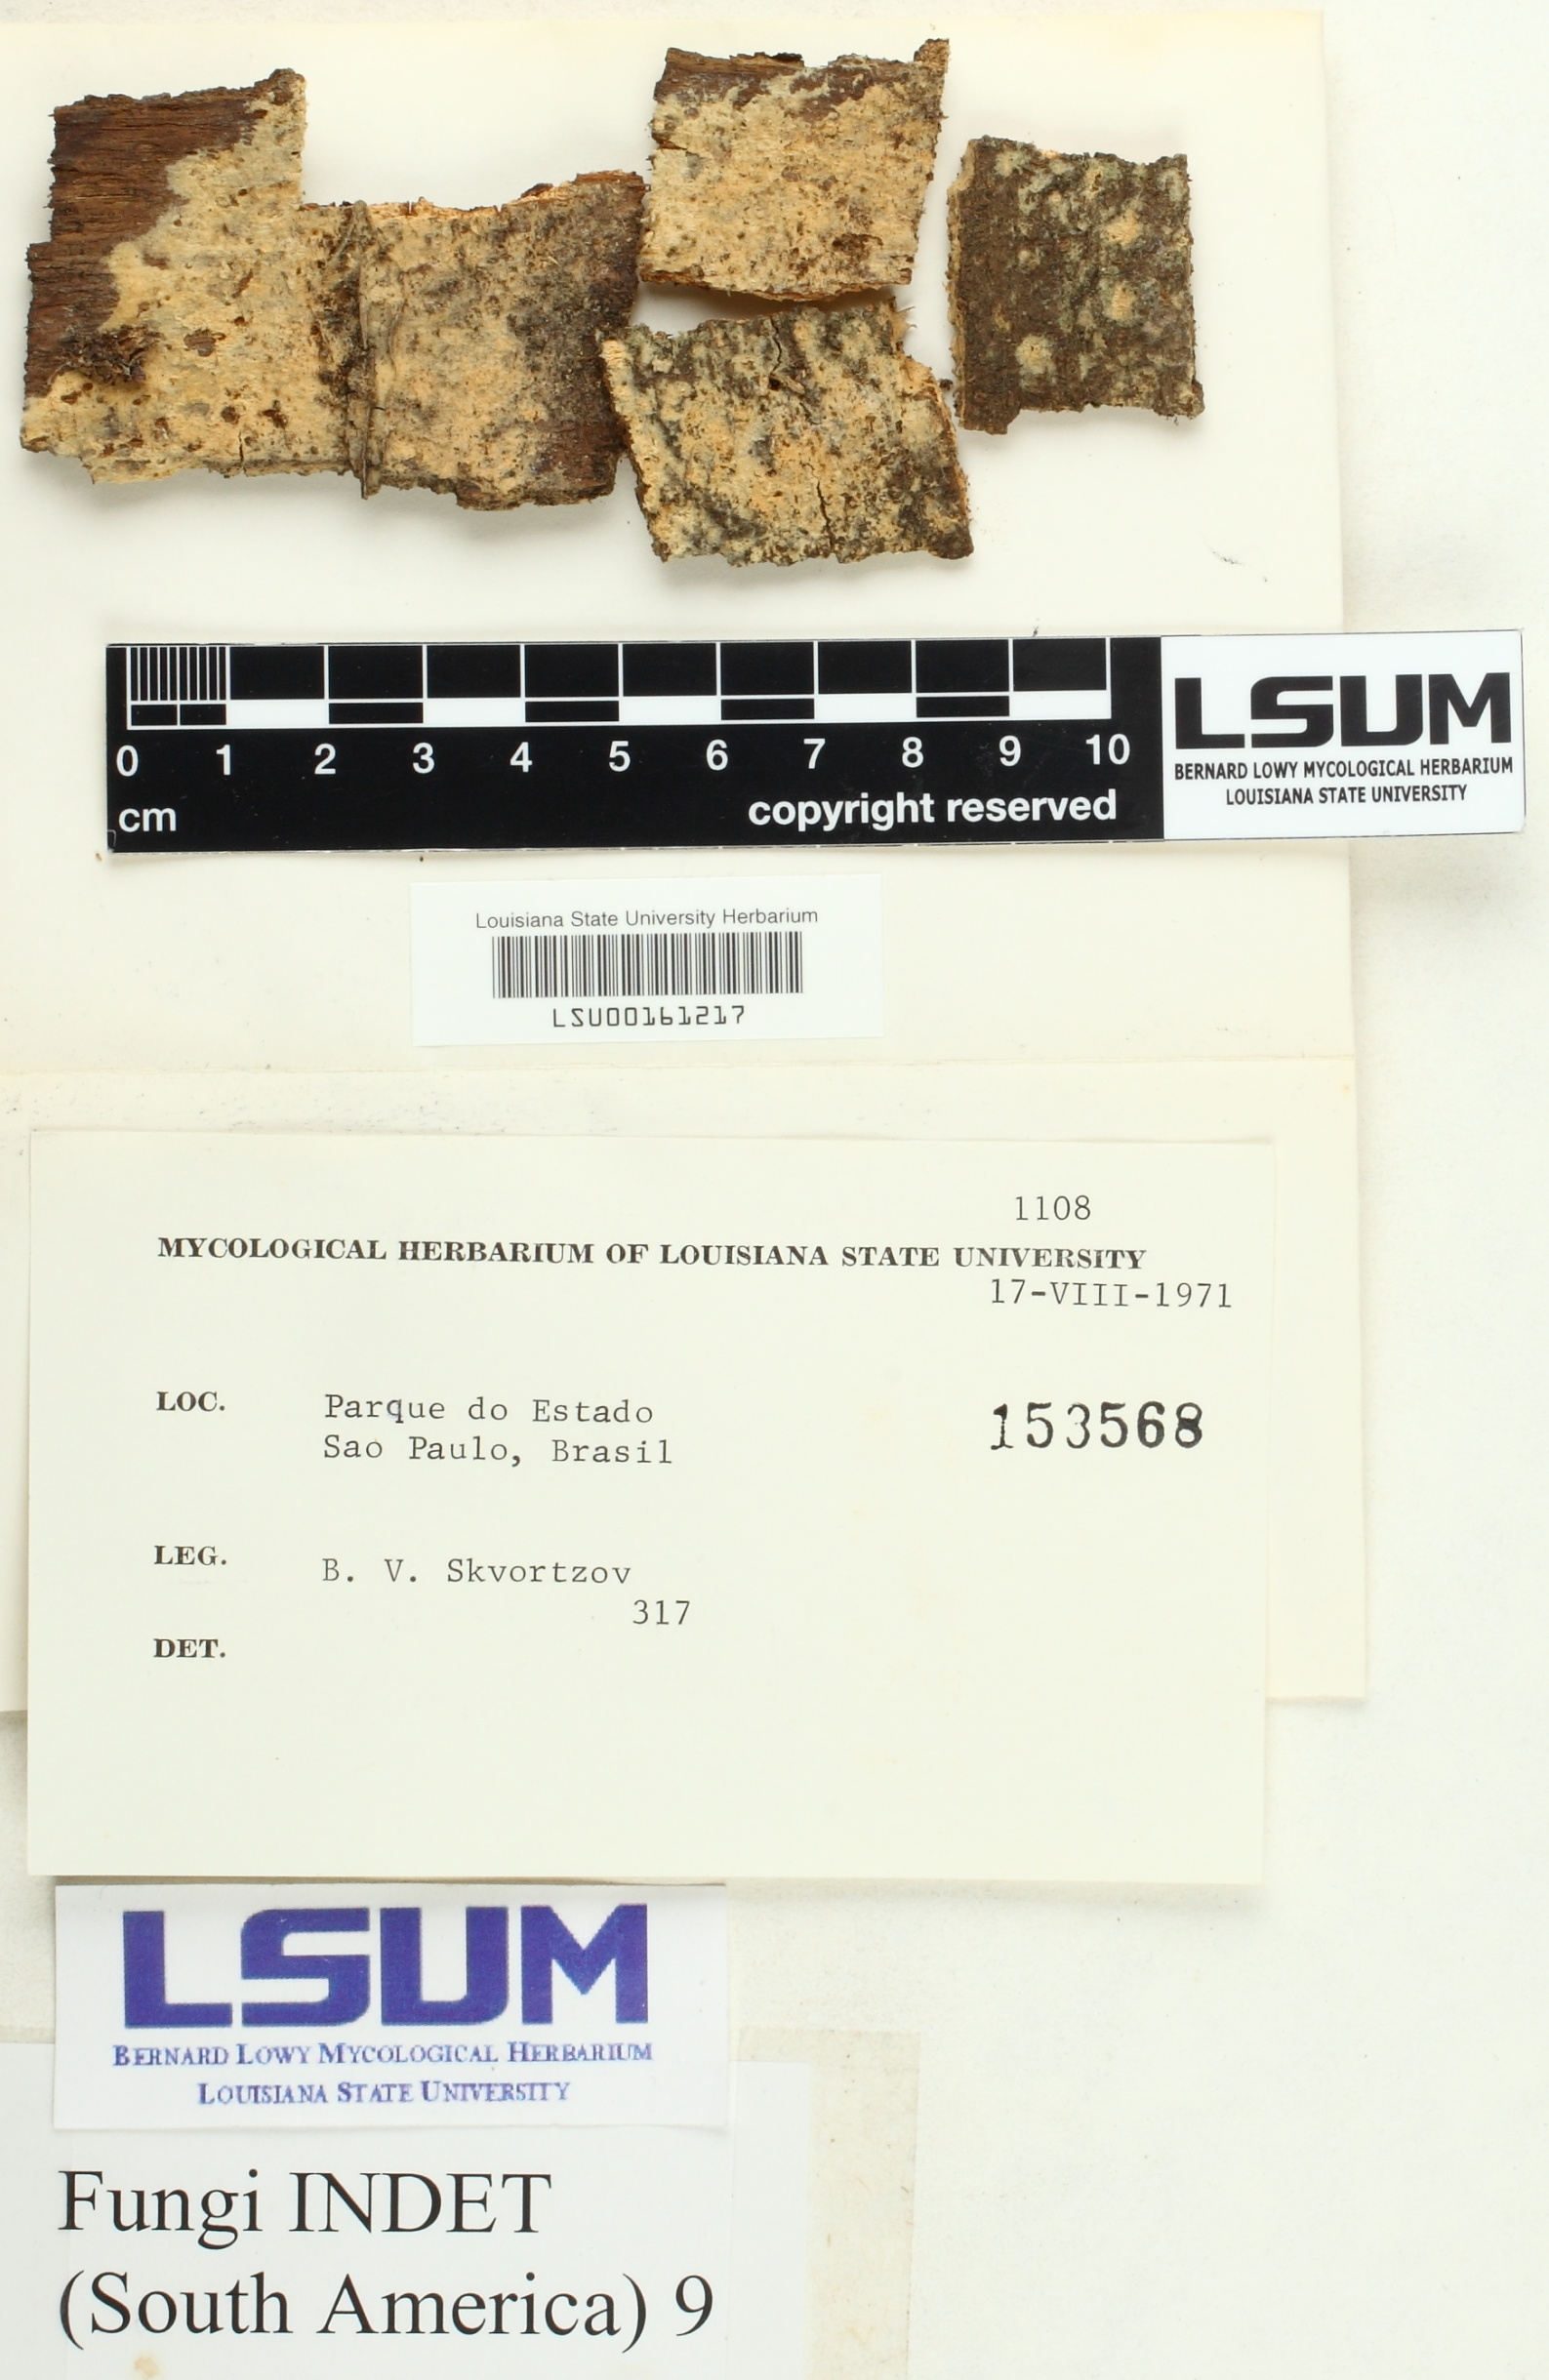 0 1 2 3 4 5 6 7 8 9 10
cm copyright reserved
LSUM
BERNARD LOWY MYCOLOGICAL HERBARIUM
LOUISIANA STATE UNIVERSITY
Louisiana State University Herbarium
LSU00161217
1108
MYCOLOGICAL HERBARIUM OF LOUISIANA STATE UNIVERSITY
17-VIII-1971
LOC. Parque do Estado
Sao Paulo, Brasil
153568
LEG. B. V. Skvortzov
317
DET.
LSUM
BERNARD LOWY MYCOLOGICAL HERBARIUM
LOUISIANA STATE UNIVERSITY
Fungi INDET
(South America) 9